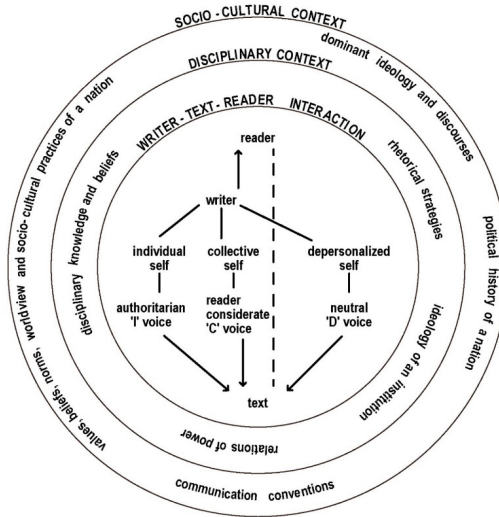 SOCIO - CULTURAL CONTEXT
dominant ideology and discourses
political history of a nation
communication conventions
values, beliefs, norms, worldview and socio-cultural practices of a nation
DISCIPLINARY CONTEXT
rhetorical strategies
ideology of an institution
relations of power
disciplinary knowledge and beliefs
WRITER - TEXT - READER INTERACTION
reader
writer
individual
self
collective
self
depersonalized
self
authoritarian
'I' voice
reader
considerate
'C' voice
neutral
'D' voice
text